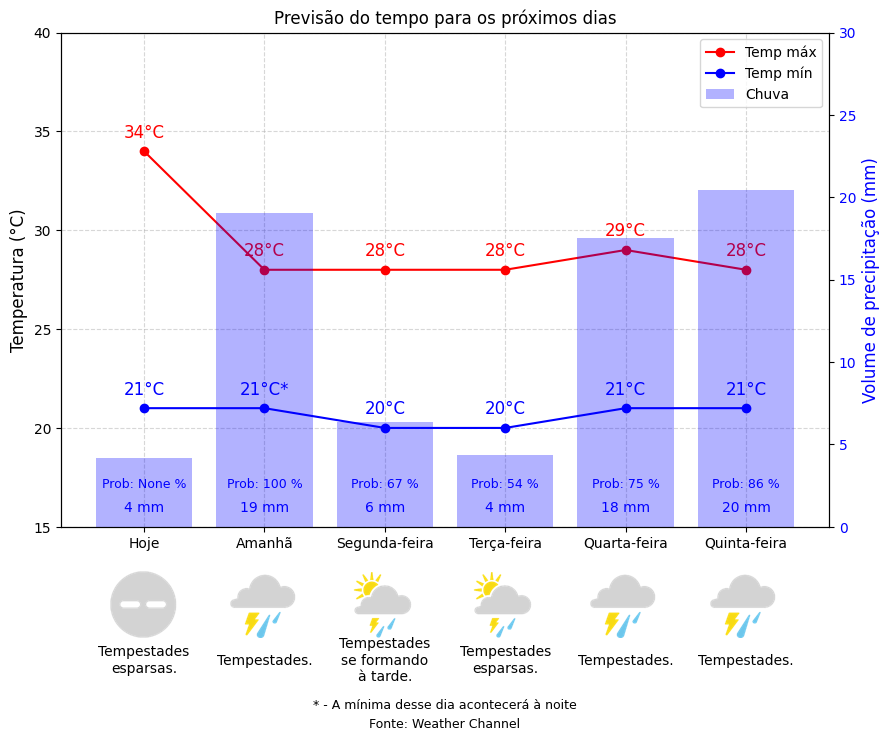 Previsão do tempo para os próximos dias
Temp máx
Temp mín
Chuva
Temperatura (°C)
40
35
30
25
20
15
Volume de precipitação (mm)
30
25
20
15
10
5
0
34°C
28°C
28°C
28°C
29°C
28°C
21°C
21°C*
20°C
20°C
21°C
21°C
Prob: None %
Prob: 100 %
Prob: 67 %
Prob: 54 %
Prob: 75 %
Prob: 86 %
4 mm
19 mm
6 mm
4 mm
18 mm
20 mm
Hoje
Amanhã
Segunda-feira
Terça-feira
Quarta-feira
Quinta-feira
Tempestades
esparsas.
Tempestades.
Tempestades
se formando
à tarde.
Tempestades
esparsas.
Tempestades.
Tempestades.
* - A mínima desse dia acontecerá à noite
Fonte: Weather Channel